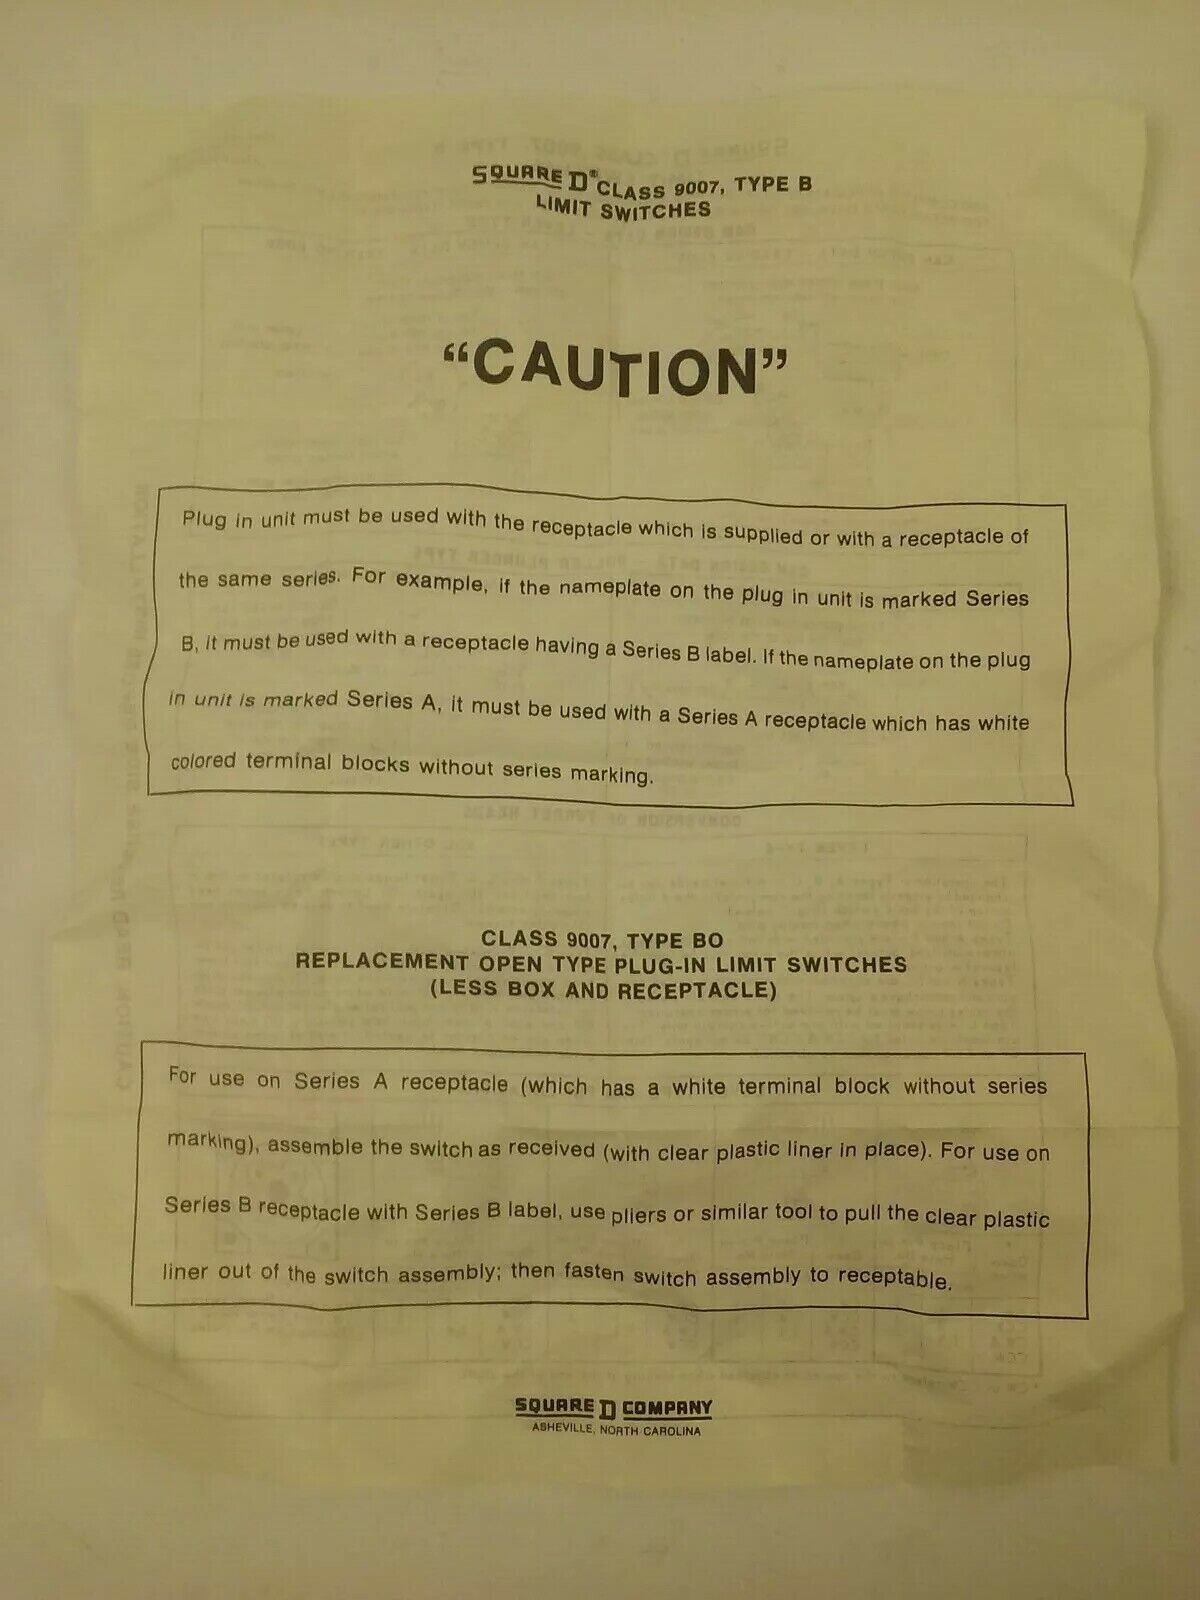 SQUARE D® CLASS 9007, TYPE B
LIMIT SWITCHES
“CAUTION”
Plug in unit must be used with the receptacle which is supplied or with a receptacle of
the same series. For example, if the nameplate on the plug in unit is marked Series
B, it must be used with a receptacle having a Series B label. If the nameplate on the plug
in unit is marked Series A, it must be used with a Series A receptacle which has white
colored terminal blocks without series marking.
CLASS 9007, TYPE BO
REPLACEMENT OPEN TYPE PLUG-IN LIMIT SWITCHES
(LESS BOX AND RECEPTACLE)
For use on Series A receptacle (which has a white terminal block without series
marking), assemble the switch as received (with clear plastic liner in place). For use on
Series B receptacle with Series B label, use pliers or similar tool to pull the clear plastic
liner out of the switch assembly; then fasten switch assembly to receptable.
SQUARE D COMPANY
ASHEVILLE, NORTH CAROLINA